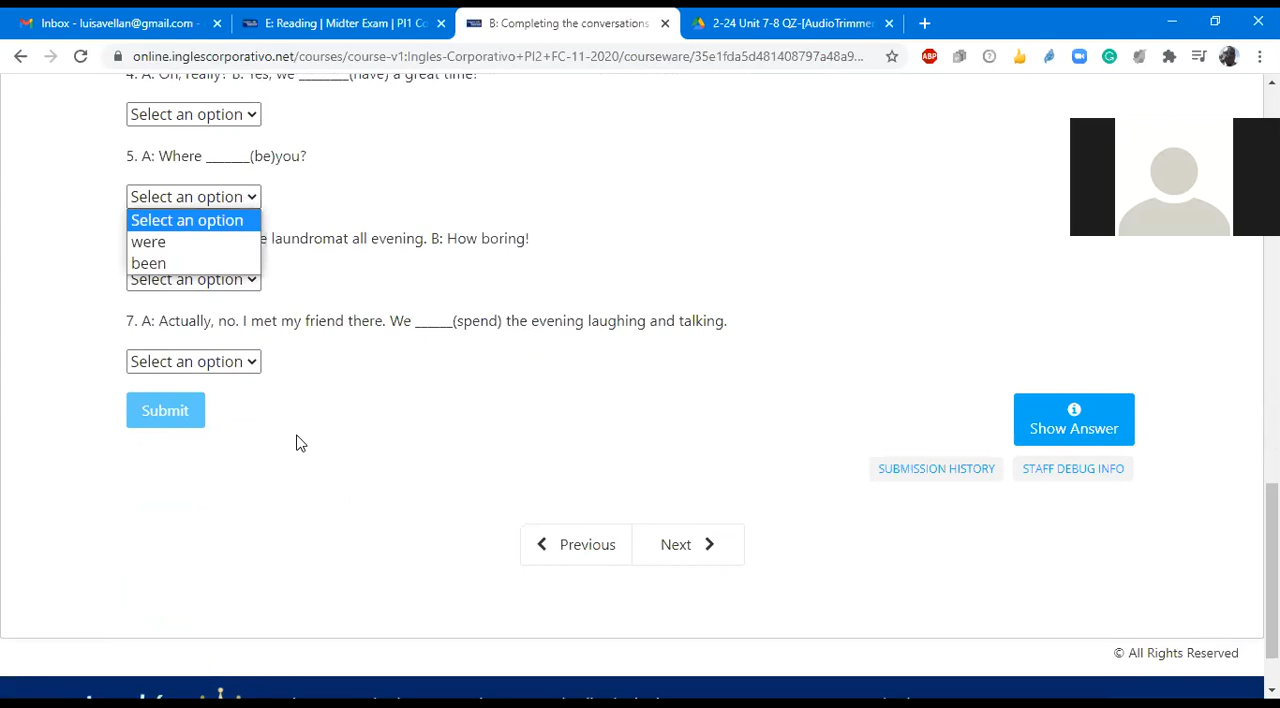 Inbox - luisavellan@gmail.com -
E: Reading | Midter Exam | PI1 Co
B: Completing the conversations
2-24 Unit 7-8 QZ-[AudioTrimmer
online.inglescorporativo.net/courses/course-v1:Ingles-Corporativo+PI2+FC-11-2020/courseware/35e1fda5d481408797a48a9...
ABP
4. A: Oh, really? B: Yes, we ________(have) a great time!
Select an option
5. A: Where _______(be)you?
Select an option
Select an option
were
e laundromat all evening. B: How boring!
been
Select an option
7. A: Actually, no. I met my friend there. We ______(spend) the evening laughing and talking.
Select an option
Submit
Show Answer
SUBMISSION HISTORY
STAFF DEBUG INFO
Previous
Next
© All Rights Reserved